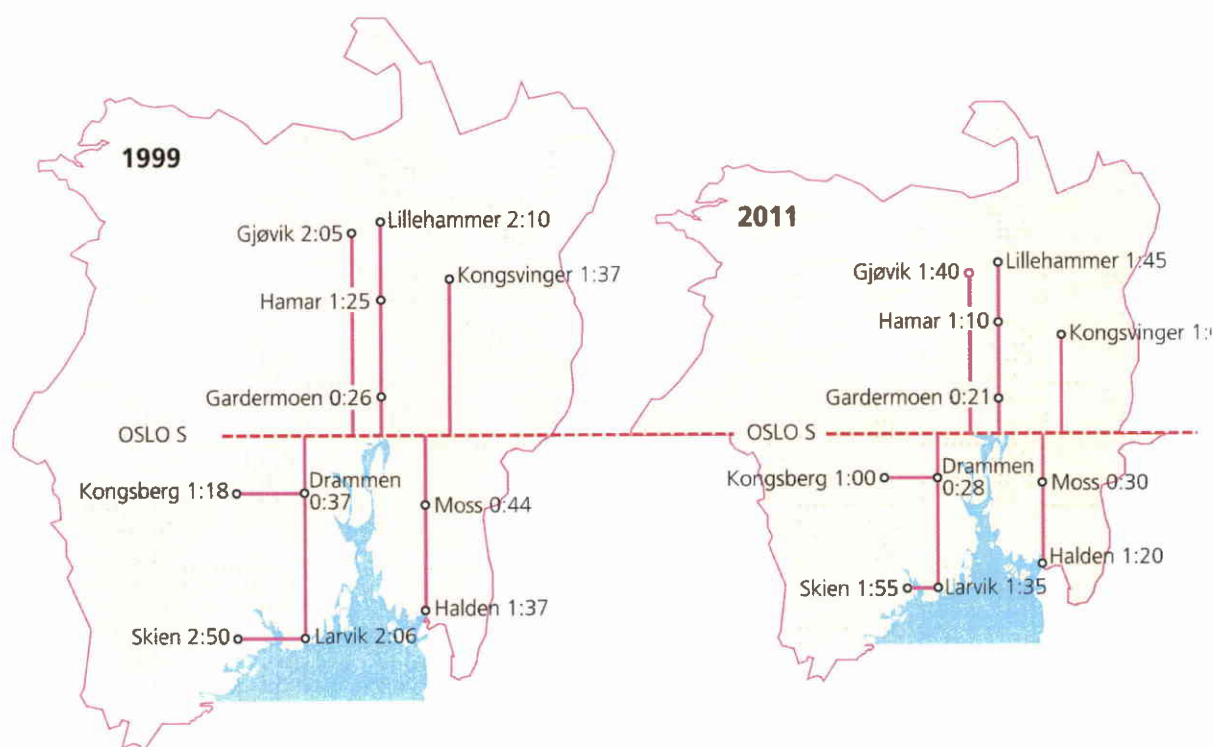 1999
Gjøvik 2:05
Lillehammer 2:10
Kongsvinger 1:37
Hamar 1:25
Gardermoen 0:26
OSLO S
Kongsberg 1:18
Drammen
0:37
Moss 0:44
Halden 1:37
Skien 2:50
Larvik 2:06
2011
Gjøvik 1:40
Lillehammer 1:45
Hamar 1:10
Kongsvinger
Gardermoen 0:21
OSLO S
Kongsberg 1:00
Drammen
0:28
Moss 0:30
Halden 1:20
Skien 1:55
Larvik 1:35